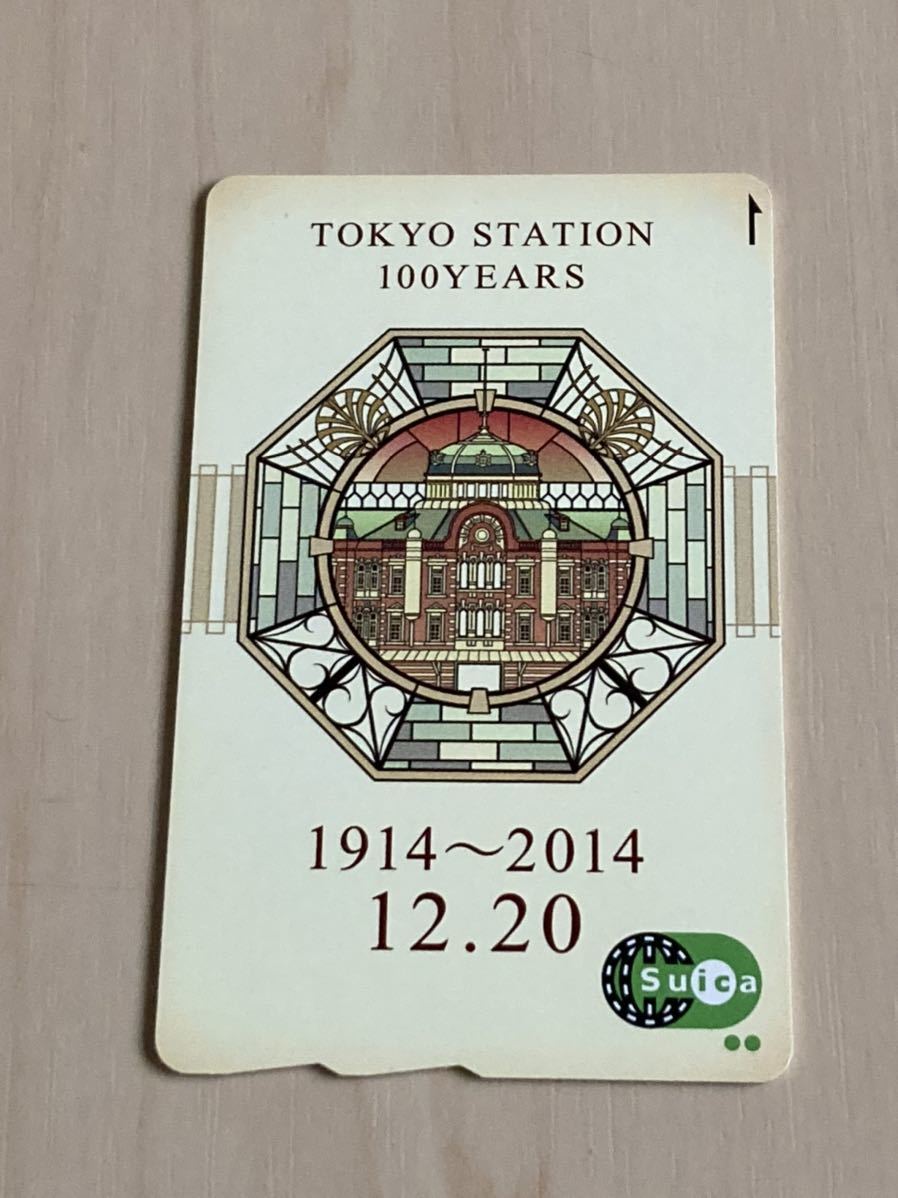 TOKYO STATION
100YEARS
1914～2014
12.20
Suica